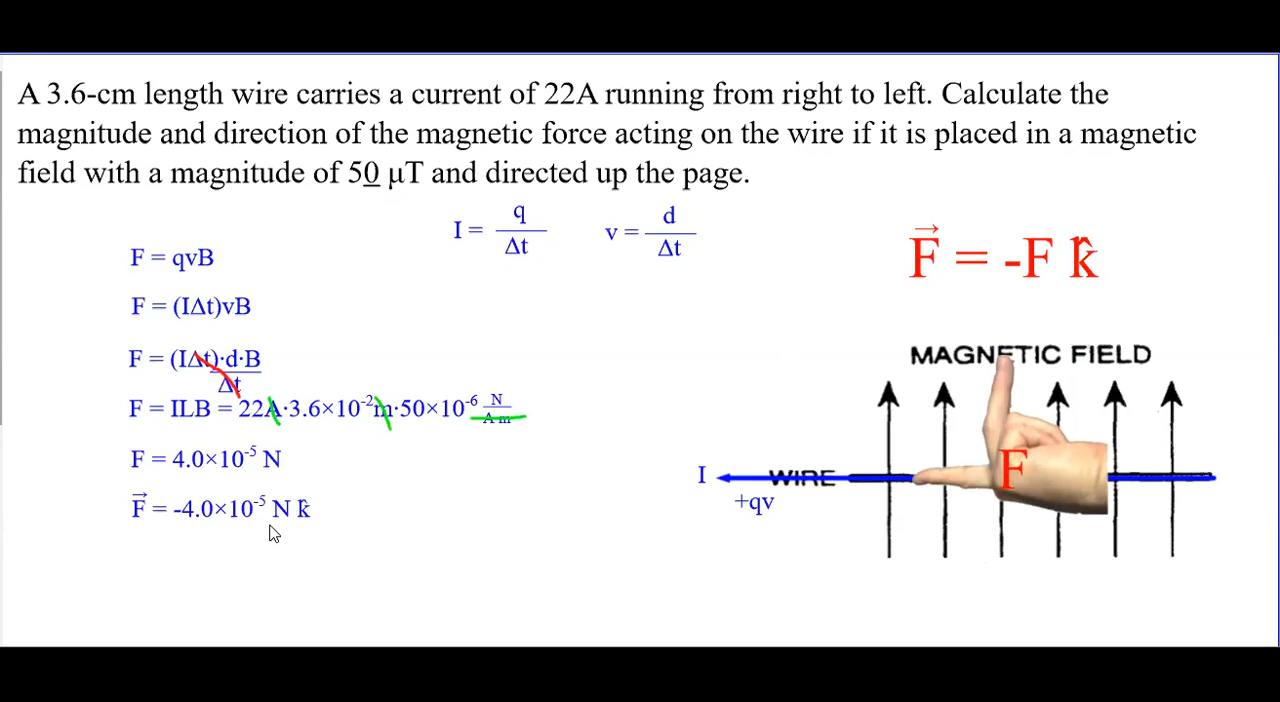 A 3.6-cm length wire carries a current of 22A running from right to left. Calculate the
magnitude and direction of the magnetic force acting on the wire if it is placed in a magnetic
field with a magnitude of 50 μT and directed up the page.
I = q/Δt
v = d/Δt
F = qvB
F = (IΔt)vB
F = (IΔt)·d·B/Δt
F = ILB = 22A·3.6×10⁻²m·50×10⁻⁶ N/A·m
F = 4.0×10⁻⁵ N
F⃗ = -4.0×10⁻⁵ N k̂
F⃗ = -F k̂
MAGNETIC FIELD
I
WIRE
F
+qv